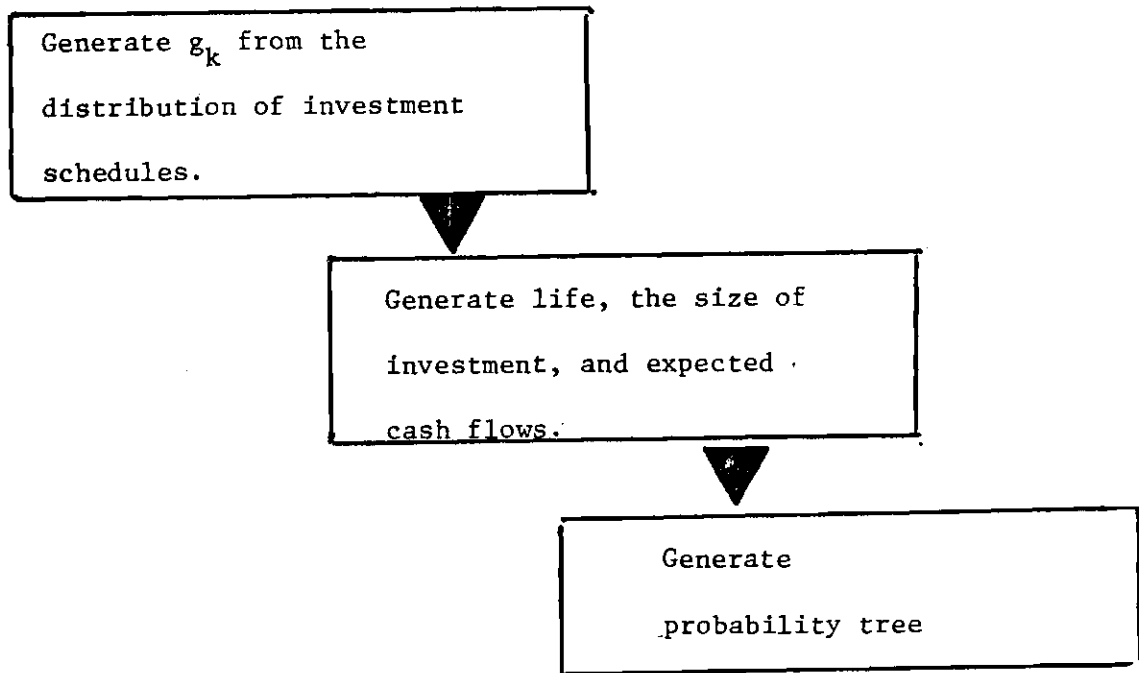 Generate g_k from the
distribution of investment
schedules.
Generate life, the size of
investment, and expected
cash flows.
Generate
probability tree